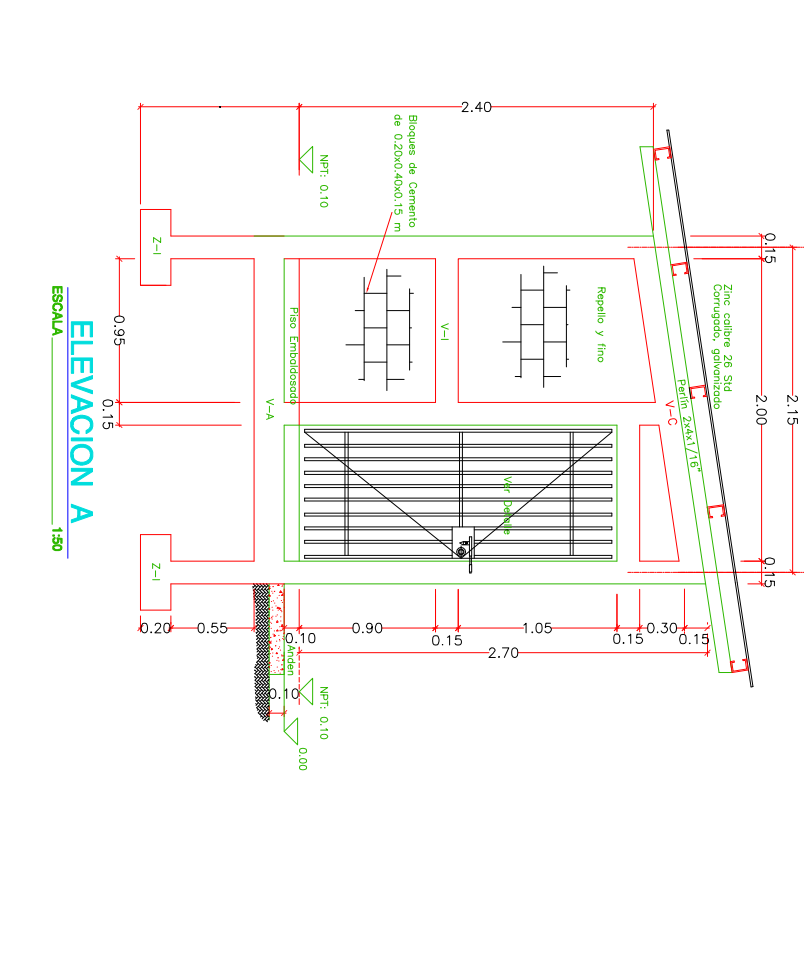 2.15
0.15
2.00
0.15
Zinc calibre 26 Std
Corrugado, galvanizado
Perlin 2x4x1/16"
V-C
Repello y fino
Ver Detalle
V-I
Bloques de Cemento
de 0.20x0.40x0.15 m
2.40
NPT: 0.10
Piso Embaldosado
V-A
Z-I
Z-I
0.95
0.15
0.15
0.30
0.15
1.05
0.15
0.90
0.10
0.55
0.20
2.70
Anden
0.10
NPT: 0.10
0.00
ELEVACION A
ESCALA
1:50